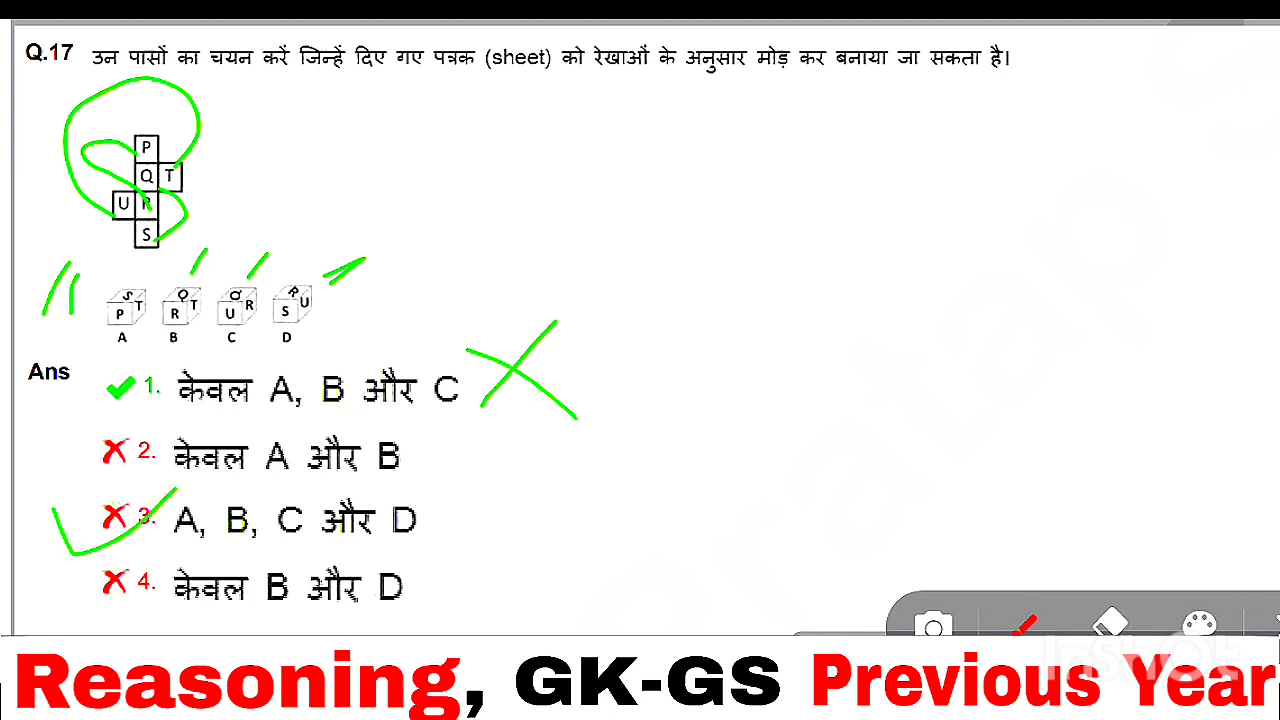 Q.17 उन पासों का चयन करें जिन्हें दिए गए पत्रक (sheet) को रेखाओं के अनुसार मोड़ कर बनाया जा सकता है।
P
Q T
U R
S
S T P
Q T R
Q R U
R U S
A B C D
Ans 1. केवल A, B और C
2. केवल A और B
3. A, B, C और D
4. केवल B और D
InShot
Reasoning, GK-GS Previous Year